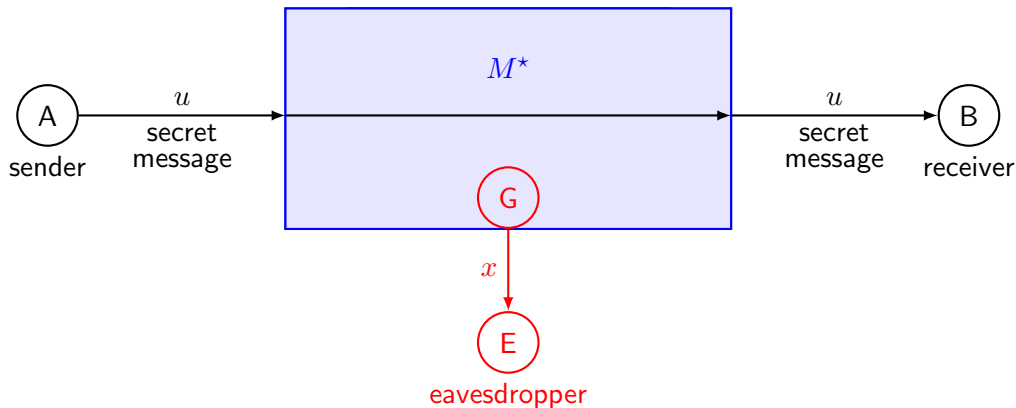 M⋆
A
u
secret
message
u
secret
message
B
sender
receiver
G
x
E
eavesdropper